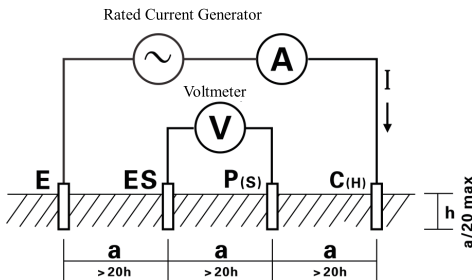 Rated Current Generator
A
I
Voltmeter
V
E ES P(S) C(H)
h
a/20 max
a a a
>20h >20h >20h